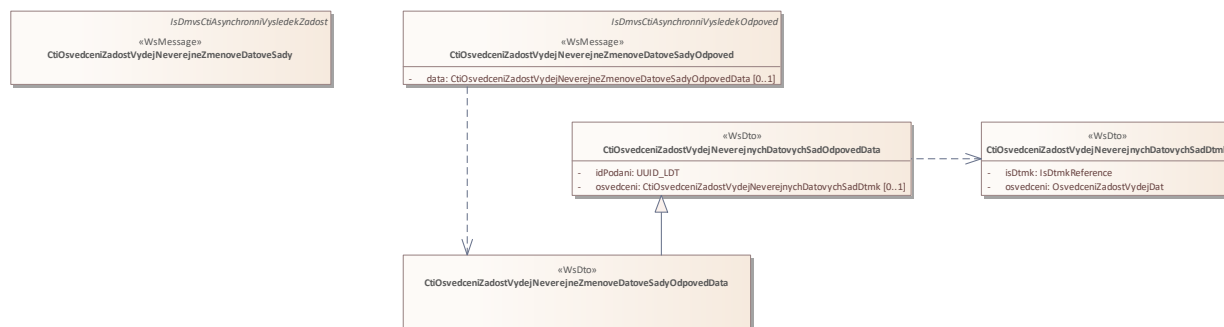 IsDmvsCtiAsynchronniVysledekZadost
«WsMessage»
CtiOsvedceniZadostVydejNeverejneZmenoveDatoveSady
IsDmvsCtiAsynchronniVysledekOdpoved
«WsMessage»
CtiOsvedceniZadostVydejNeverejneZmenoveDatoveSadyOdpoved
- data: CtiOsvedceniZadostVydejNeverejneZmenoveDatoveSadyOdpovedData [0..1]
«WsDto»
CtiOsvedceniZadostVydejNeverejnychDatovychSadOdpovedData
- idPodani: UUID_LDT
- osvedceni: CtiOsvedceniZadostVydejNeverejnychDatovychSadDtmk [0..1]
«WsDto»
CtiOsvedceniZadostVydejNeverejnychDatovychSadDtmk
- isDtmk: IsDtmkReference
- osvedceni: OsvedceniZadostVydejDat
«WsDto»
CtiOsvedceniZadostVydejNeverejneZmenoveDatoveSadyOdpovedData